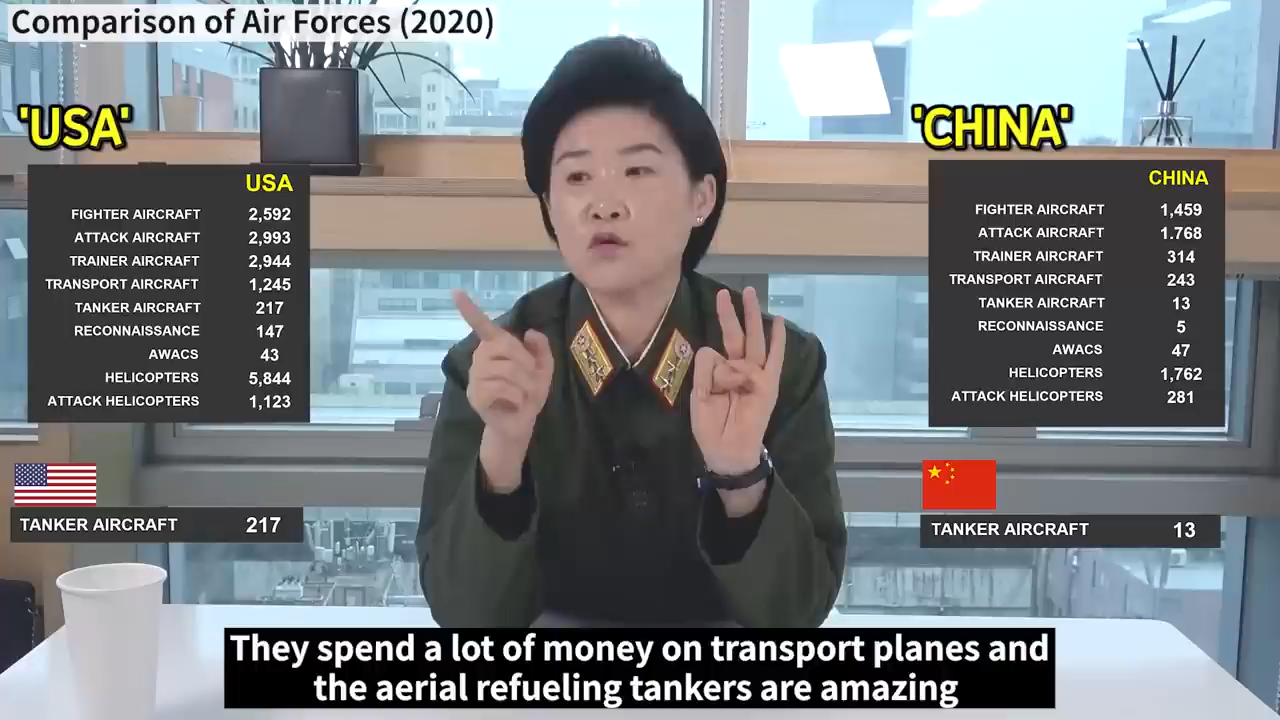 Comparison of Air Forces (2020)
'USA'
USA
FIGHTER AIRCRAFT 2,592
ATTACK AIRCRAFT 2,993
TRAINER AIRCRAFT 2,944
TRANSPORT AIRCRAFT 1,245
TANKER AIRCRAFT 217
RECONNAISSANCE 147
AWACS 43
HELICOPTERS 5,844
ATTACK HELICOPTERS 1,123
TANKER AIRCRAFT 217
'CHINA'
CHINA
FIGHTER AIRCRAFT 1,459
ATTACK AIRCRAFT 1.768
TRAINER AIRCRAFT 314
TRANSPORT AIRCRAFT 243
TANKER AIRCRAFT 13
RECONNAISSANCE 5
AWACS 47
HELICOPTERS 1,762
ATTACK HELICOPTERS 281
TANKER AIRCRAFT 13
They spend a lot of money on transport planes and
the aerial refueling tankers are amazing